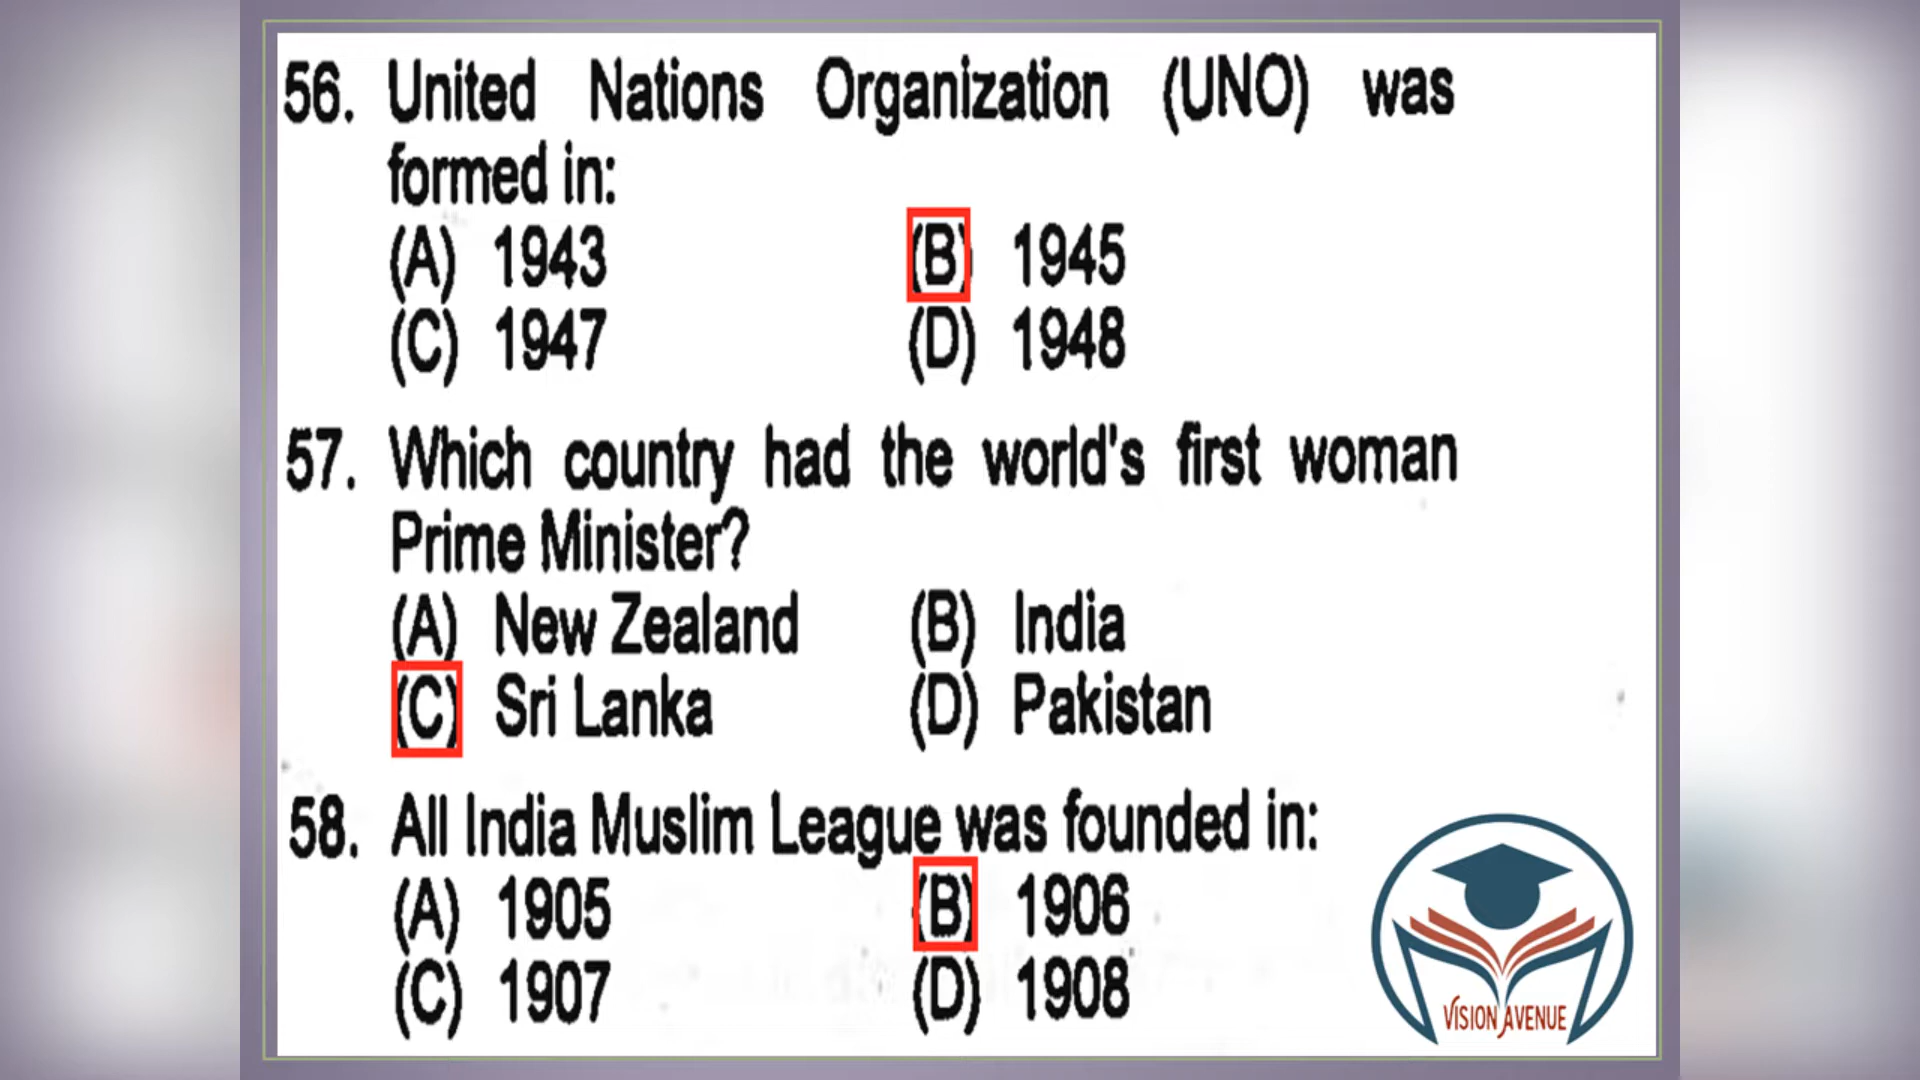 56. United Nations Organization (UNO) was
formed in:
(A) 1943 (B) 1945
(C) 1947 (D) 1948
57. Which country had the world's first woman
Prime Minister?
(A) New Zealand (B) India
(C) Sri Lanka (D) Pakistan
58. All India Muslim League was founded in:
(A) 1905 (B) 1906
(C) 1907 (D) 1908
VISION AVENUE